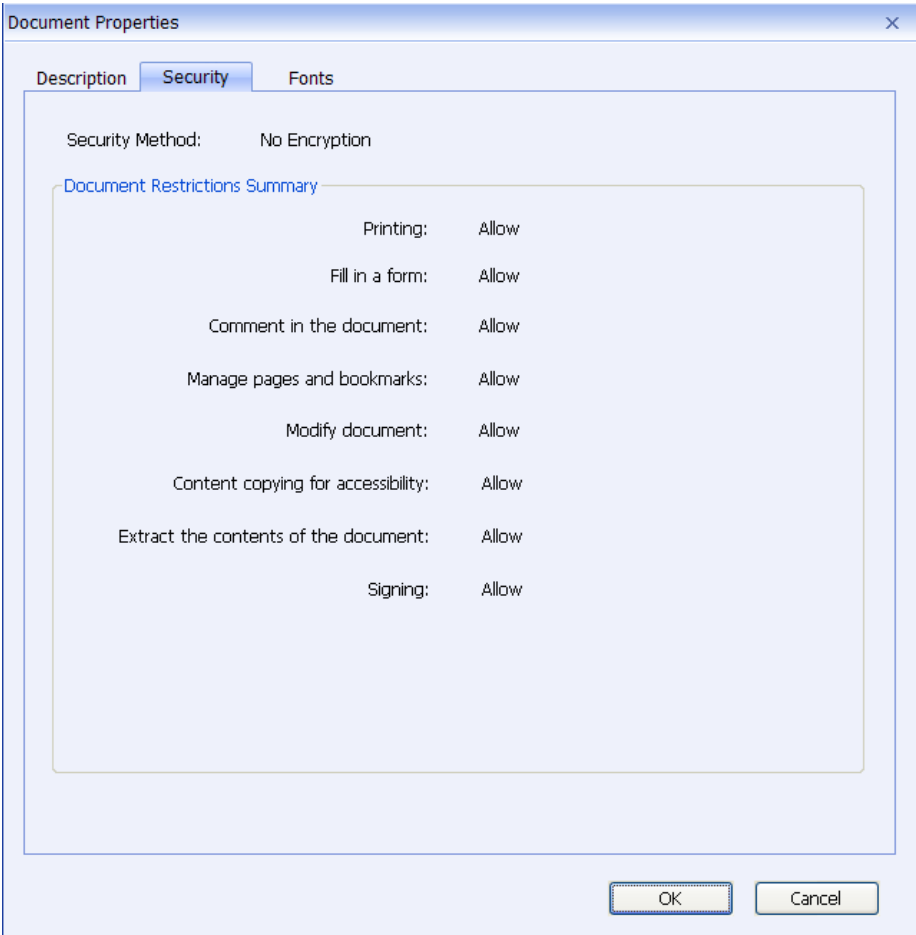 Document Properties
Description Security Fonts
Security Method: No Encryption
Document Restrictions Summary
Printing: Allow
Fill in a form: Allow
Comment in the document: Allow
Manage pages and bookmarks: Allow
Modify document: Allow
Content copying for accessibility: Allow
Extract the contents of the document: Allow
Signing: Allow
OK Cancel